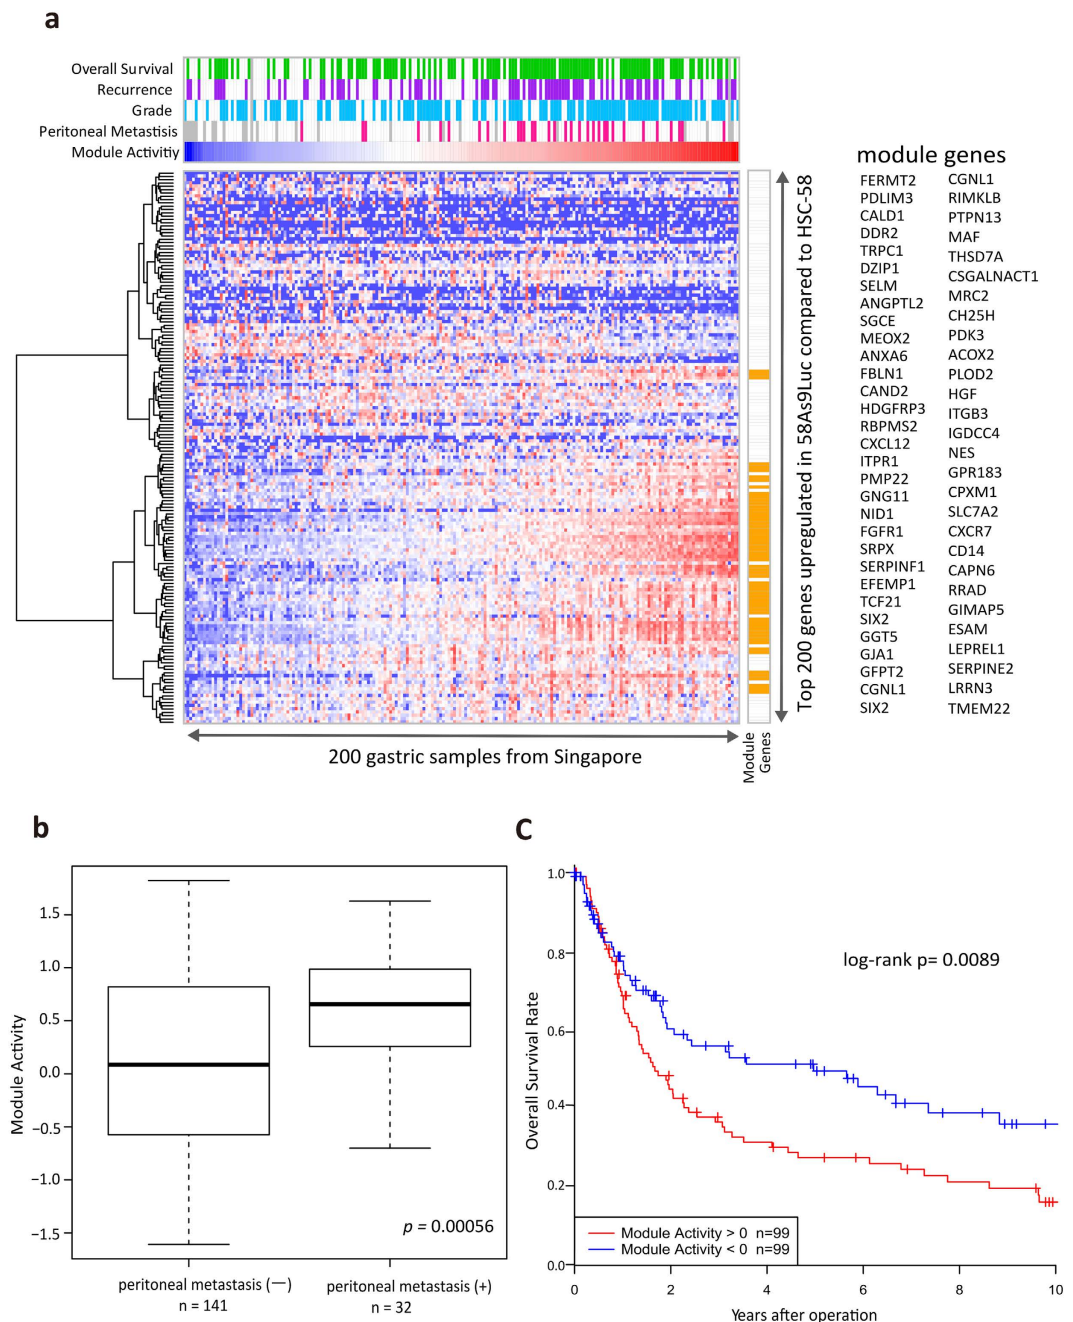 a
Overall Survival
Recurrence
Grade
Peritoneal Metastisis
Module Activitiy
Top 200 genes upregulated in 58As9Luc compared to HSC-58
Module
Genes
200 gastric samples from Singapore
module genes
FERMT2
PDLIM3
CALD1
DDR2
TRPC1
DZIP1
SELM
ANGPTL2
SGCE
MEOX2
ANXA6
FBLN1
CAND2
HDGFRP3
RBPMS2
CXCL12
ITPR1
PMP22
GNG11
NID1
FGFR1
SRPX
SERPINF1
EFEMP1
TCF21
SIX2
GGT5
GJA1
GFPT2
CGNL1
SIX2
CGNL1
RIMKLB
PTPN13
MAF
THSD7A
CSGALNACT1
MRC2
CH25H
PDK3
ACOX2
PLOD2
HGF
ITGB3
IGDCC4
NES
GPR183
CPXM1
SLC7A2
CXCR7
CD14
CAPN6
RRAD
GIMAP5
ESAM
LEPREL1
SERPINE2
LRRN3
TMEM22
b
Module Activity
1.5
1.0
0.5
0.0
−0.5
−1.0
−1.5
p = 0.00056
peritoneal metastasis (—)
n = 141
peritoneal metastasis (+)
n = 32
C
Overall Survival Rate
1.0
0.8
0.6
0.4
0.2
0.0
log-rank p= 0.0089
Module Activity > 0 n=99
Module Activity < 0 n=99
0 2 4 6 8 10
Years after operation